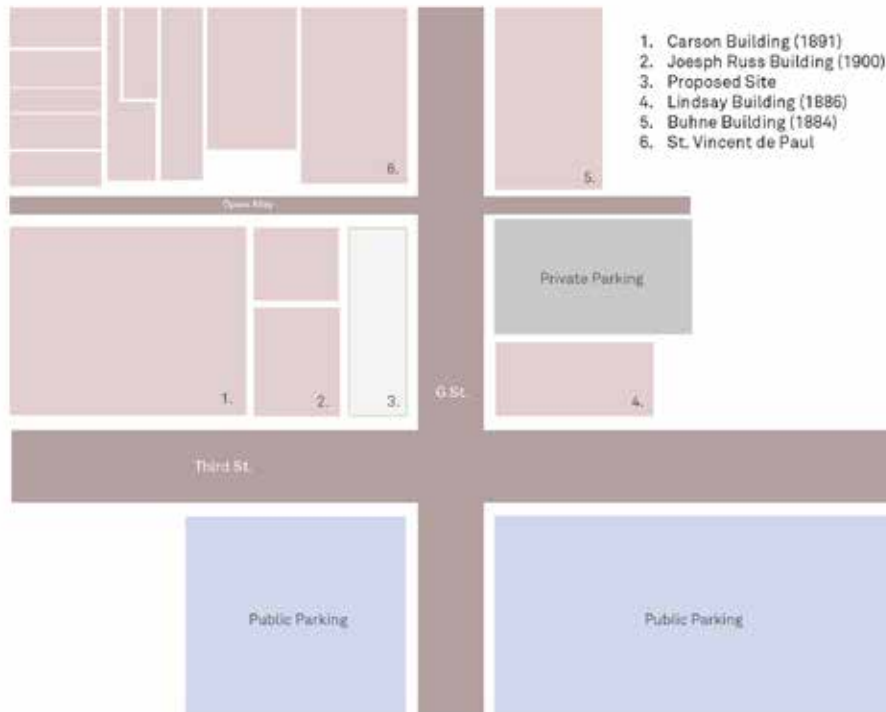 1. Carson Building (1891)
2. Joesph Russ Building (1900)
3. Proposed Site
4. Lindsay Building (1886)
5. Buhne Building (1884)
6. St. Vincent de Paul
6.
5.
Opera Alley
Private Parking
1.
2.
3.
G St.
4.
Third St.
Public Parking
Public Parking